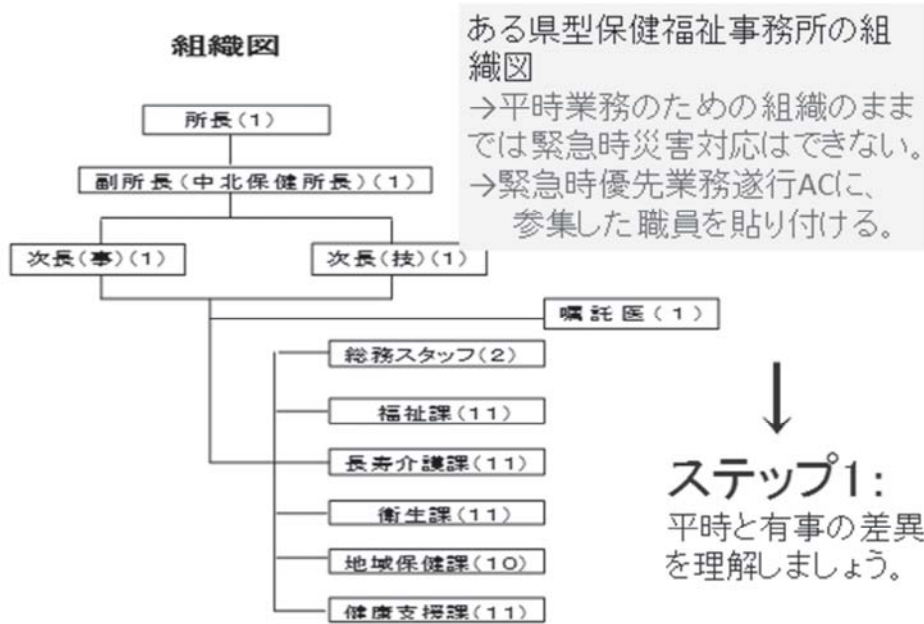 組織図
ある県型保健福祉事務所の組
織図
→平時業務のための組織のまま
では緊急時災害対応はできない。
→緊急時優先業務遂行ACに、
参集した職員を貼り付ける。
所長(1)
副所長(中北保健所長)(1)
次長(事)(1)
次長(技)(1)
嘱託医(1)
総務スタッフ(2)
福祉課(11)
長寿介護課(11)
衛生課(11)
地域保健課(10)
健康支援課(11)
↓
ステップ1:
平時と有事の差異
を理解しましょう。